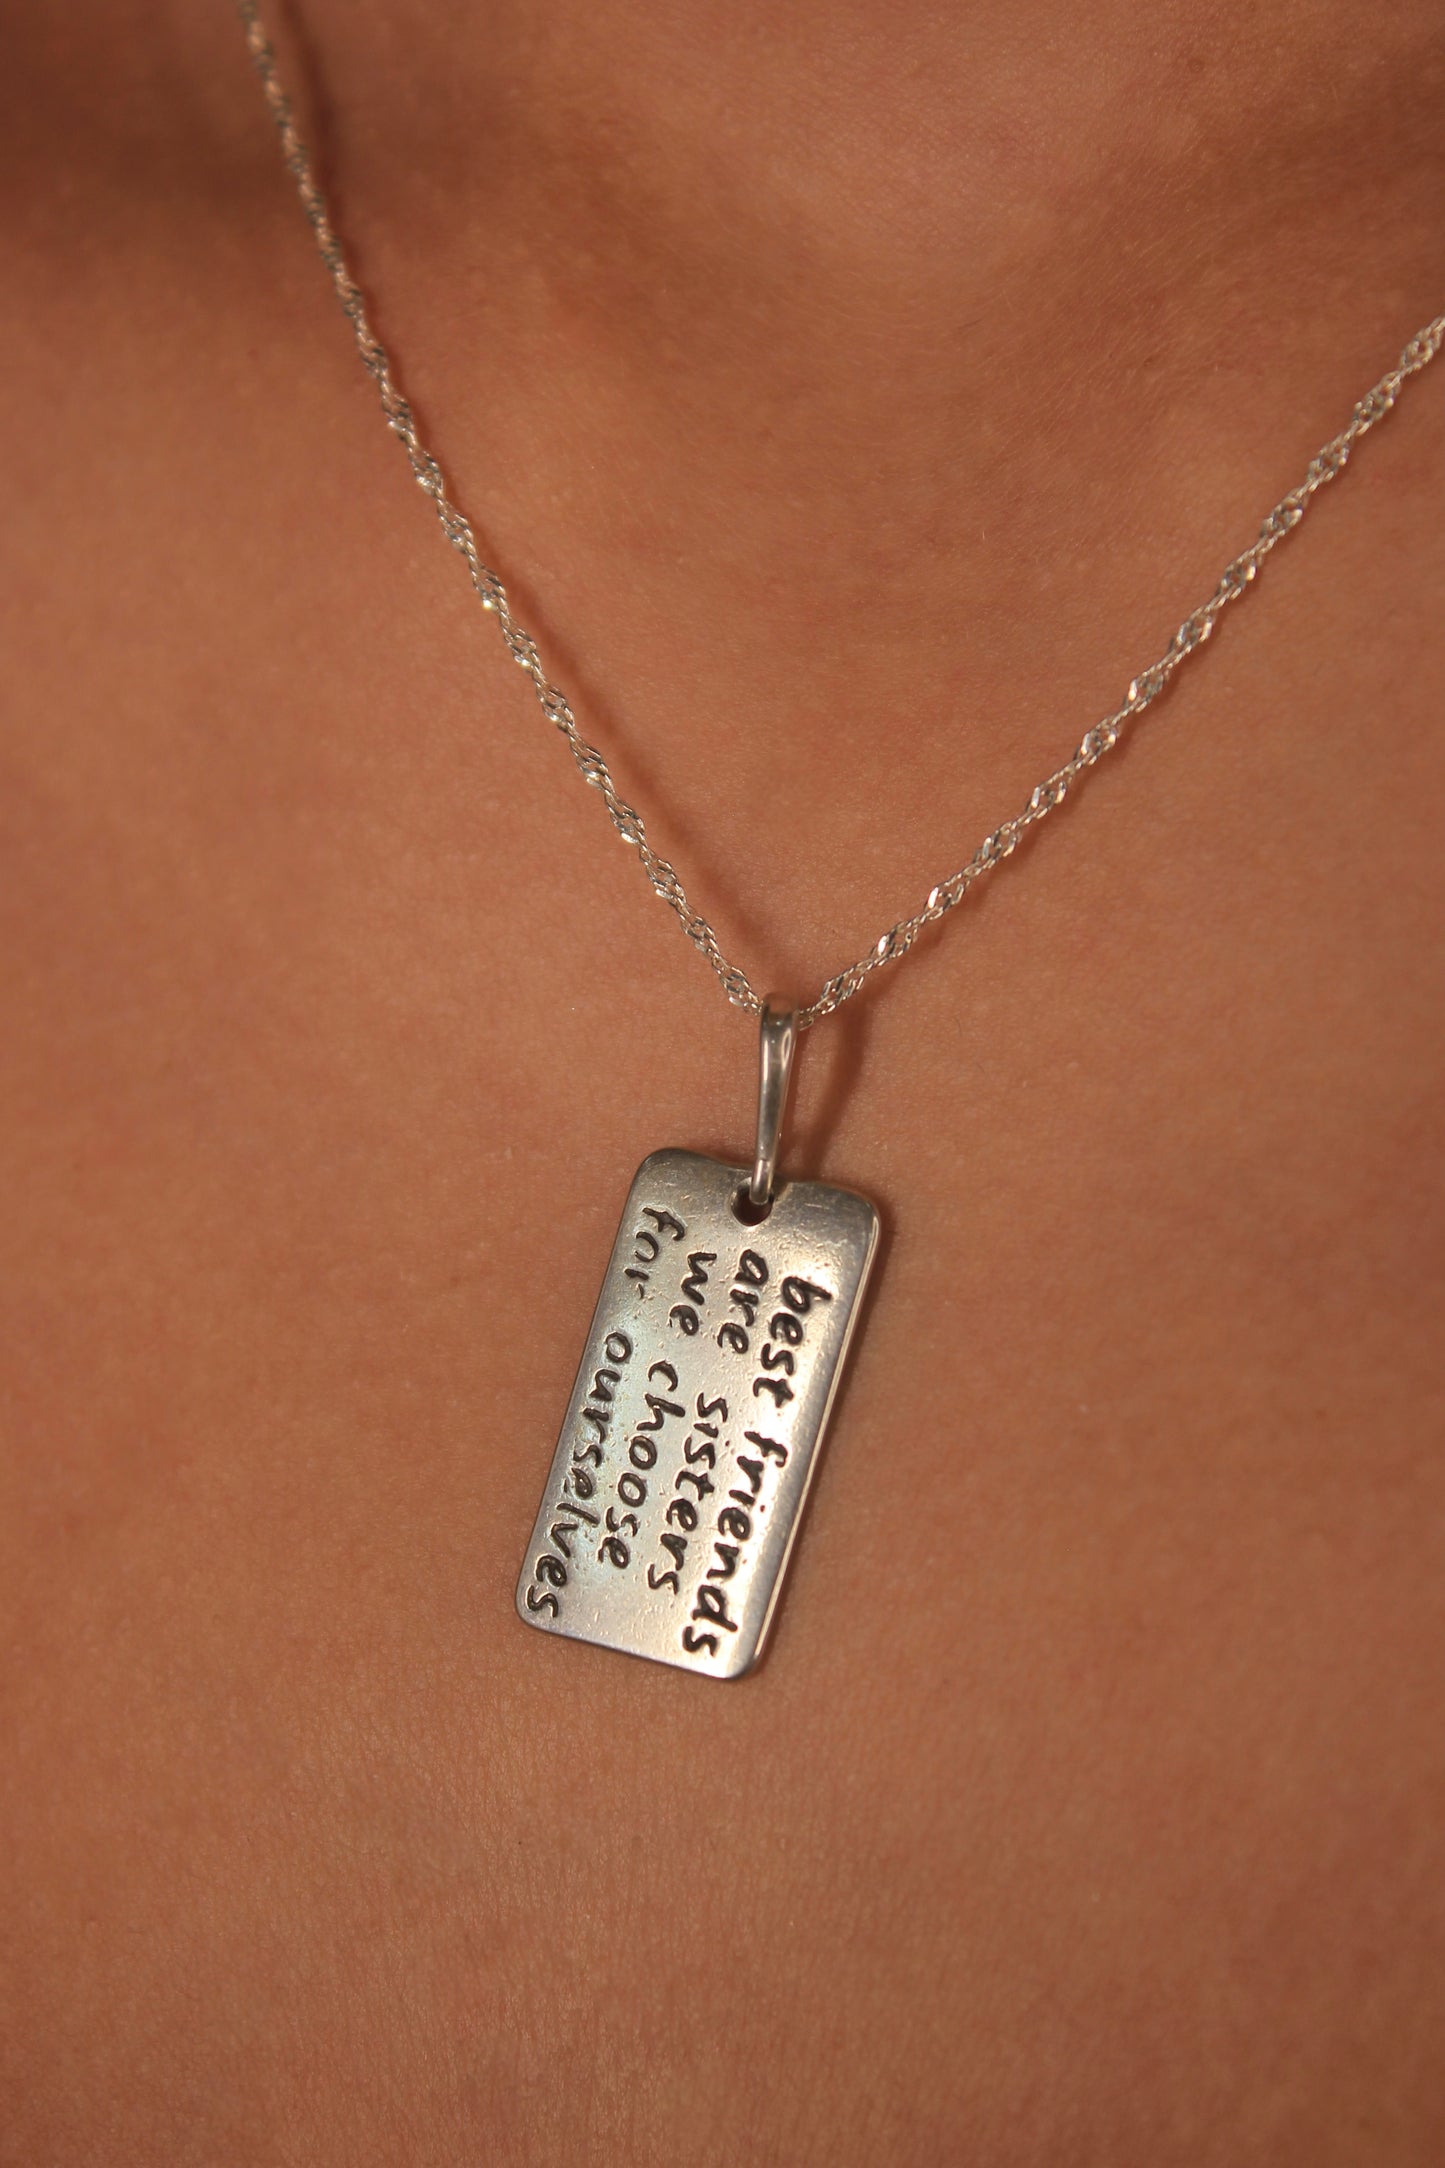 best friends
are sisters
we choose
for ourselves